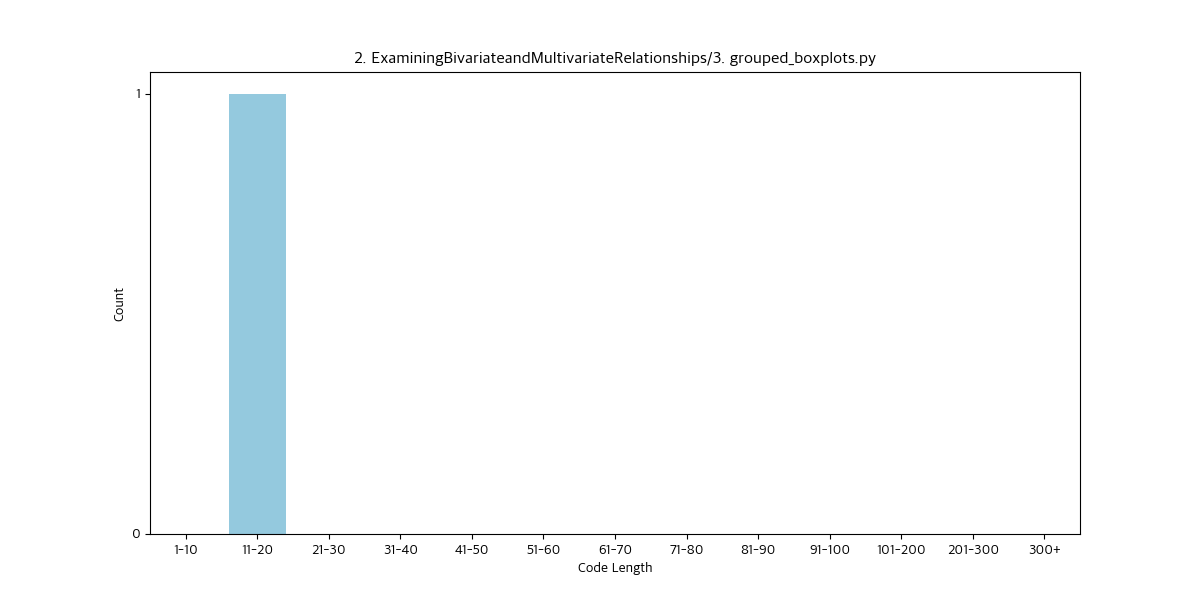 2. ExaminingBivariateandMultivariateRelationships/3. grouped_boxplots.py
1
0
Count
1-10 11-20 21-30 31-40 41-50 51-60 61-70 71-80 81-90 91-100 101-200 201-300 300+
Code Length